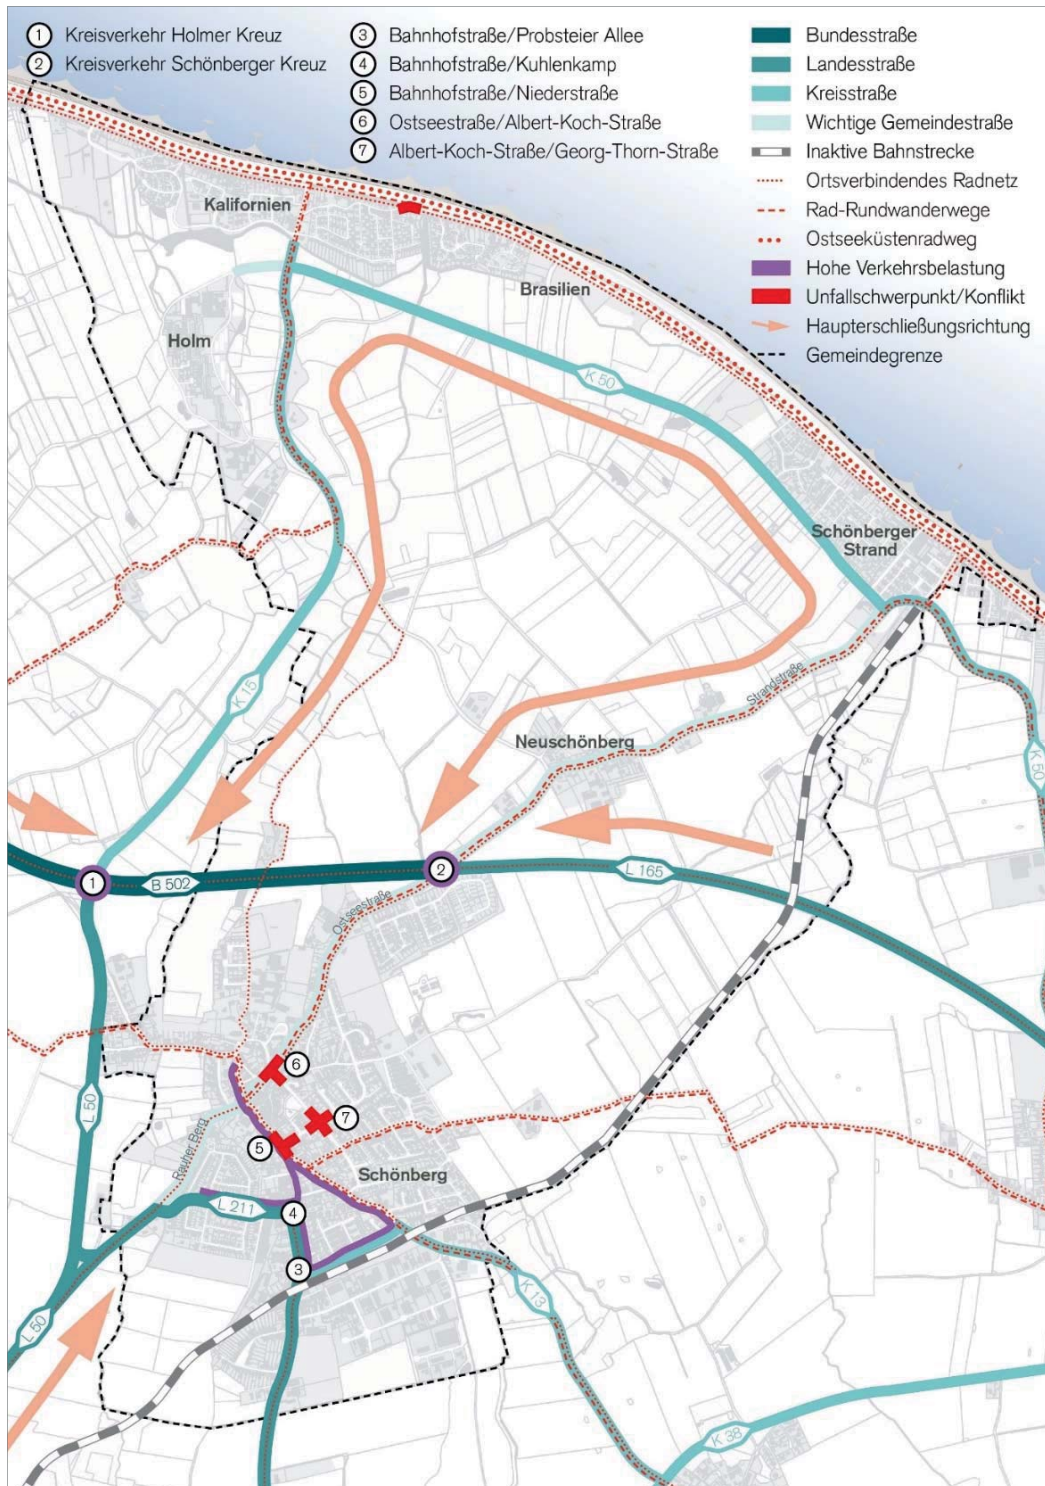 1 Kreisverkehr Holmer Kreuz
2 Kreisverkehr Schönberger Kreuz
3 Bahnhofstraße/Probsteier Allee
4 Bahnhofstraße/Kuhlenkamp
5 Bahnhofstraße/Niederstraße
6 Ostseestraße/Albert-Koch-Straße
7 Albert-Koch-Straße/Georg-Thorn-Straße
Bundesstraße
Landesstraße
Kreisstraße
Wichtige Gemeindestraße
Inaktive Bahnstrecke
Ortsverbindendes Radnetz
Rad-Rundwanderwege
Ostseeküstenradweg
Hohe Verkehrsbelastung
Unfallschwerpunkt/Konflikt
Haupterschließungsrichtung
Gemeindegrenze
Kalifornien
Brasilien
Holm
K 50
Schönberger
Strand
K 15
Strandstraße
Neuschönberg
K 50
1
B 502
2
L 165
Ostseestraße
6
L 50
7
Rauher Berg
5
Schönberg
L 211
4
3
K 13
L 50
K 38